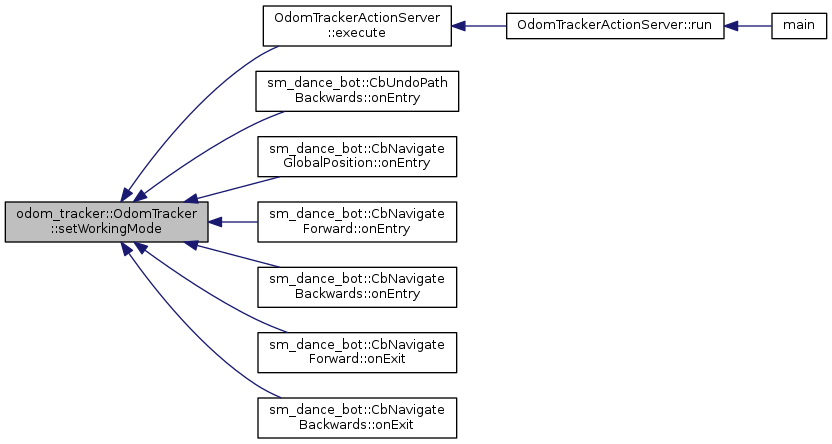 OdomTrackerActionServer
::execute
OdomTrackerActionServer::run
main
sm_dance_bot::CbUndoPath
Backwards::onEntry
sm_dance_bot::CbNavigate
GlobalPosition::onEntry
odom_tracker::OdomTracker
::setWorkingMode
sm_dance_bot::CbNavigate
Forward::onEntry
sm_dance_bot::CbNavigate
Backwards::onEntry
sm_dance_bot::CbNavigate
Forward::onExit
sm_dance_bot::CbNavigate
Backwards::onExit